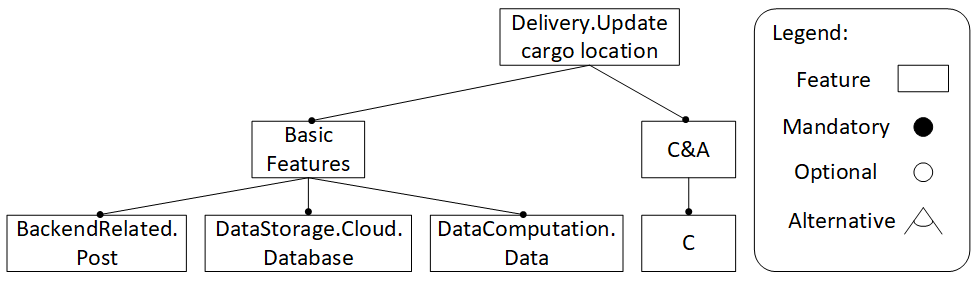 Delivery.Update
cargo location
Basic
Features
C&A
BackendRelated.
Post
DataStorage.Cloud.
Database
DataComputation.
Data
C
Legend:
Feature
Mandatory
Optional
Alternative